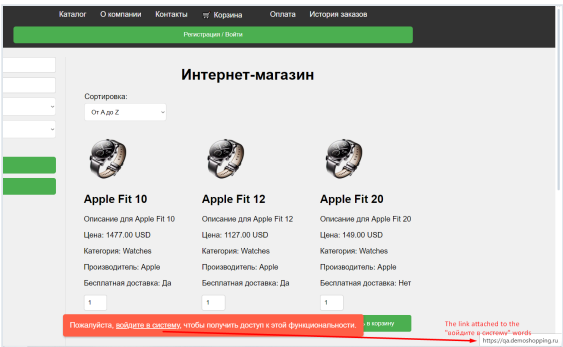 Каталог О компании Контакты Корзина Оплата История заказов
Регистрация / Войти
Интернет-магазин
Сортировка:
От А до Z
Apple Fit 10 Apple Fit 12 Apple Fit 20
Описание для Apple Fit 10 Описание для Apple Fit 12 Описание для Apple Fit 20
Цена: 1477.00 USD Цена: 1127.00 USD Цена: 149.00 USD
Категория: Watches Категория: Watches Категория: Watches
Производитель: Apple Производитель: Apple Производитель: Apple
Бесплатная доставка: Да Бесплатная доставка: Да Бесплатная доставка: Нет
1 1 1
Пожалуйста, войдите в систему, чтобы получить доступ к этой функциональности. ь в корзину
The link attached to the
"войдите в систему" words
https://qa.demoshopping.ru